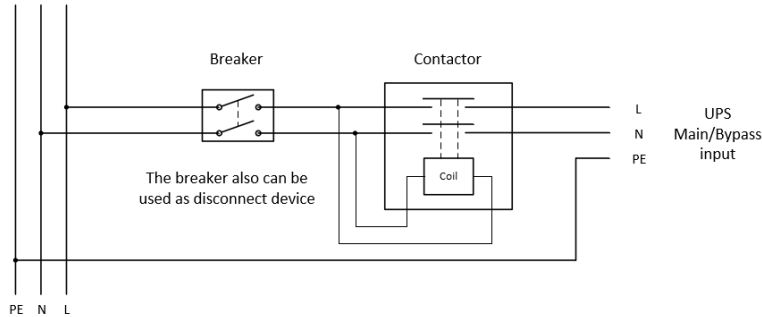 Breaker
Contactor
L
UPS
N
Main/Bypass
PE
input
Coil
The breaker also can be
used as disconnect device
PE N L